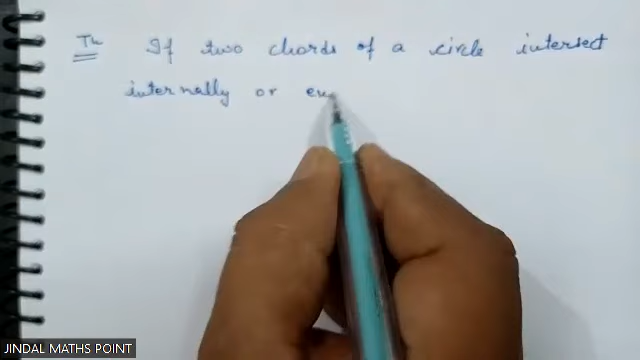 Th If two chords of a circle intersect
internally or
JINDAL MATHS POINT